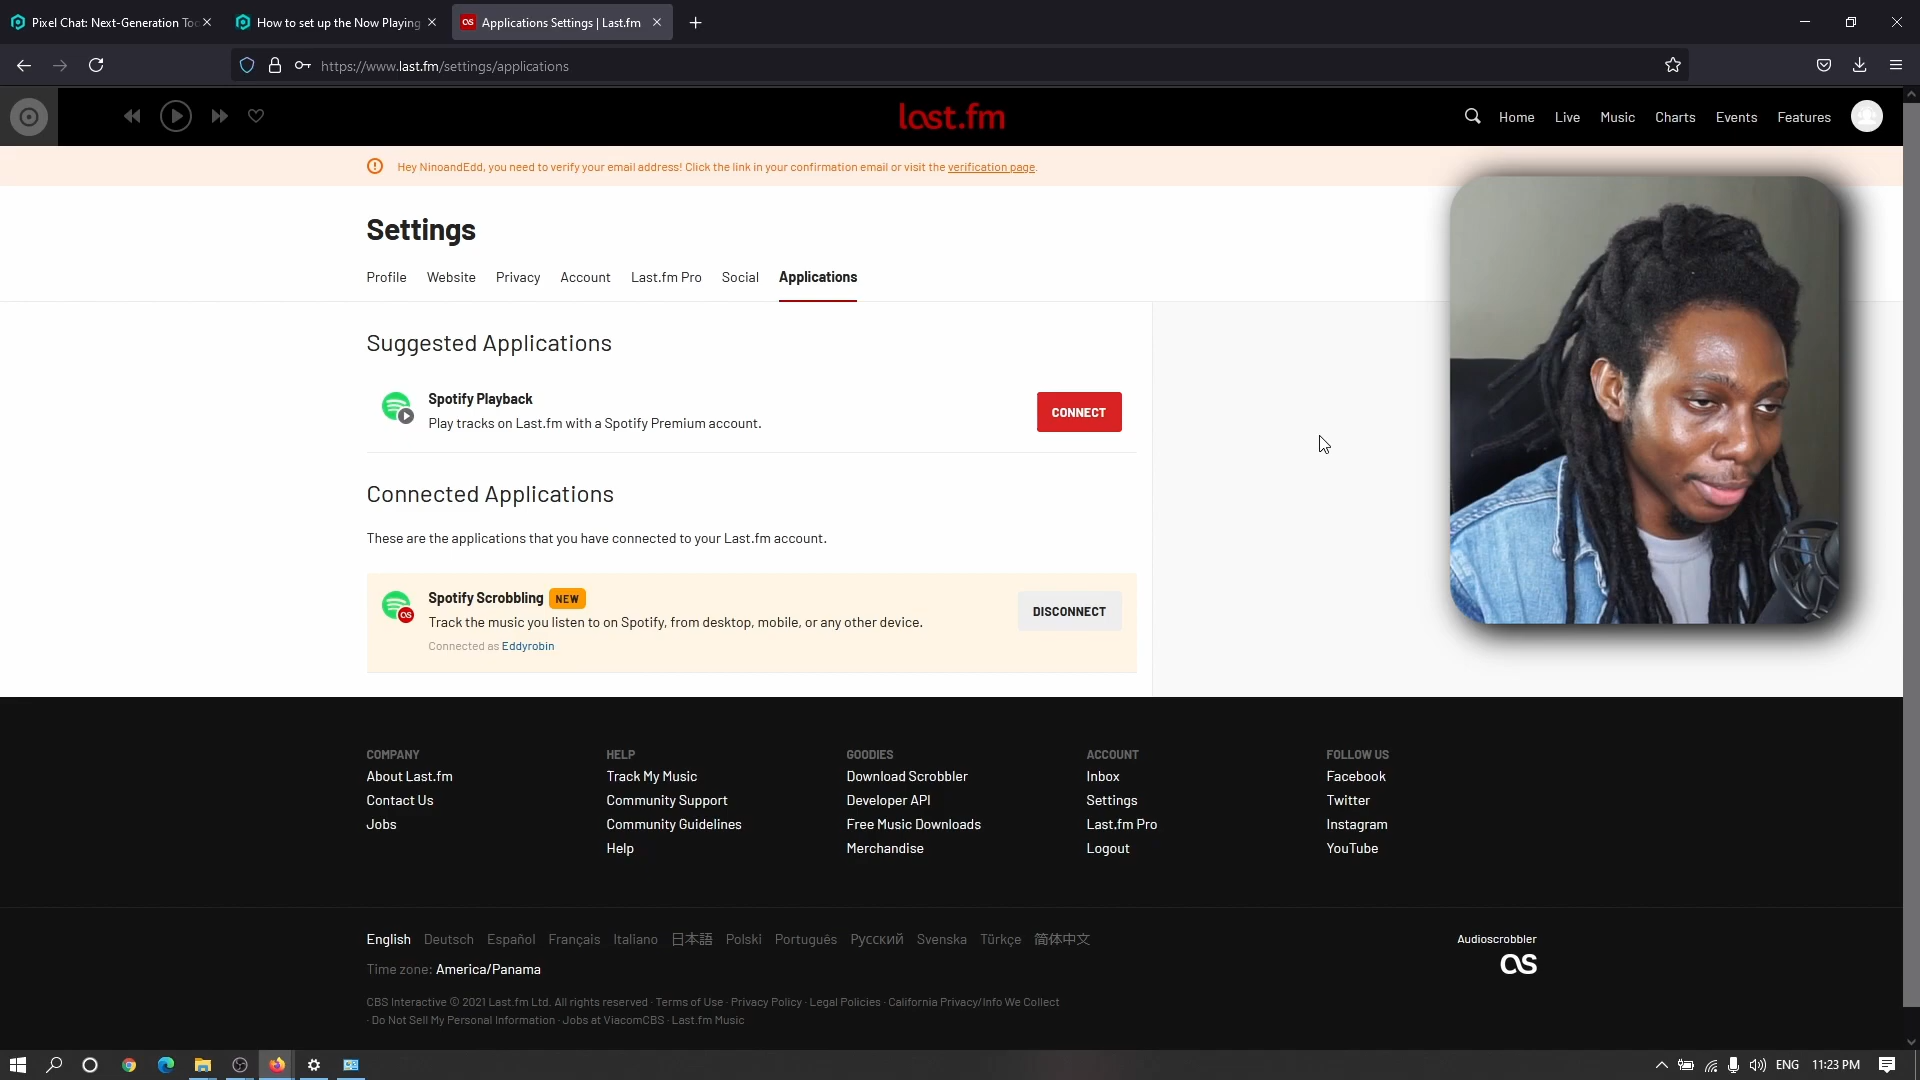 Pixel Chat: Next-Generation Too
How to set up the Now Playing
Applications Settings | Last.fm
https://www.last.fm/settings/applications
last.fm
Home Live Music Charts Events Features
Hey NinoandEdd, you need to verify your email address! Click the link in your confirmation email or visit the verification page.
Settings
Profile Website Privacy Account Last.fm Pro Social Applications
Suggested Applications
Spotify Playback
Play tracks on Last.fm with a Spotify Premium account.
CONNECT
Connected Applications
These are the applications that you have connected to your Last.fm account.
Spotify Scrobbling NEW
Track the music you listen to on Spotify, from desktop, mobile, or any other device.
Connected as Eddyrobin
DISCONNECT
COMPANY
About Last.fm
Contact Us
Jobs
HELP
Track My Music
Community Support
Community Guidelines
Help
GOODIES
Download Scrobbler
Developer API
Free Music Downloads
Merchandise
ACCOUNT
Inbox
Settings
Last.fm Pro
Logout
FOLLOW US
Facebook
Twitter
Instagram
YouTube
English Deutsch Español Français Italiano 日本語 Polski Português Русский Svenska Türkçe 简体中文
Time zone: America/Panama
CBS Interactive © 2021 Last.fm Ltd. All rights reserved · Terms of Use · Privacy Policy · Legal Policies · California Privacy/Info We Collect
· Do Not Sell My Personal Information · Jobs at ViacomCBS · Last.fm Music
Audioscrobbler
as
ENG 11:23 PM